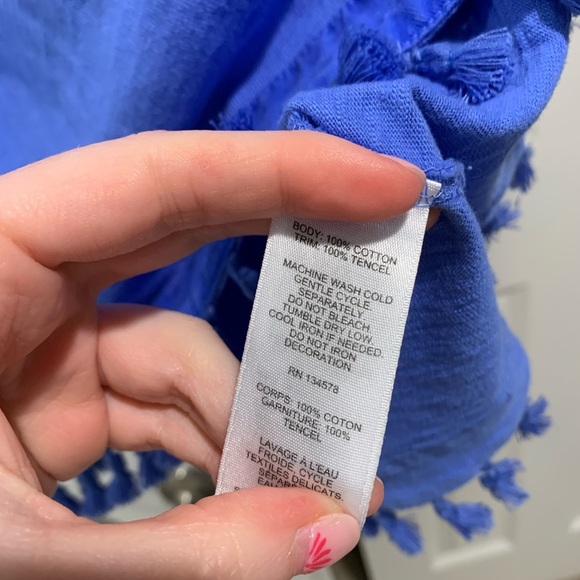 BODY: 100% COTTON
TRIM: 100% TENCEL
MACHINE WASH COLD
GENTLE CYCLE.
SEPARATELY.
DO NOT BLEACH
TUMBLE DRY LOW.
COOL IRON IF NEEDED.
DO NOT IRON
DECORATION
RN 134578
CORPS: 100% COTON
GARNITURE: 100%
TENCEL
LAVAGE À L'EAU
FROIDE, CYCLE
TEXTILES DÉLICATS.